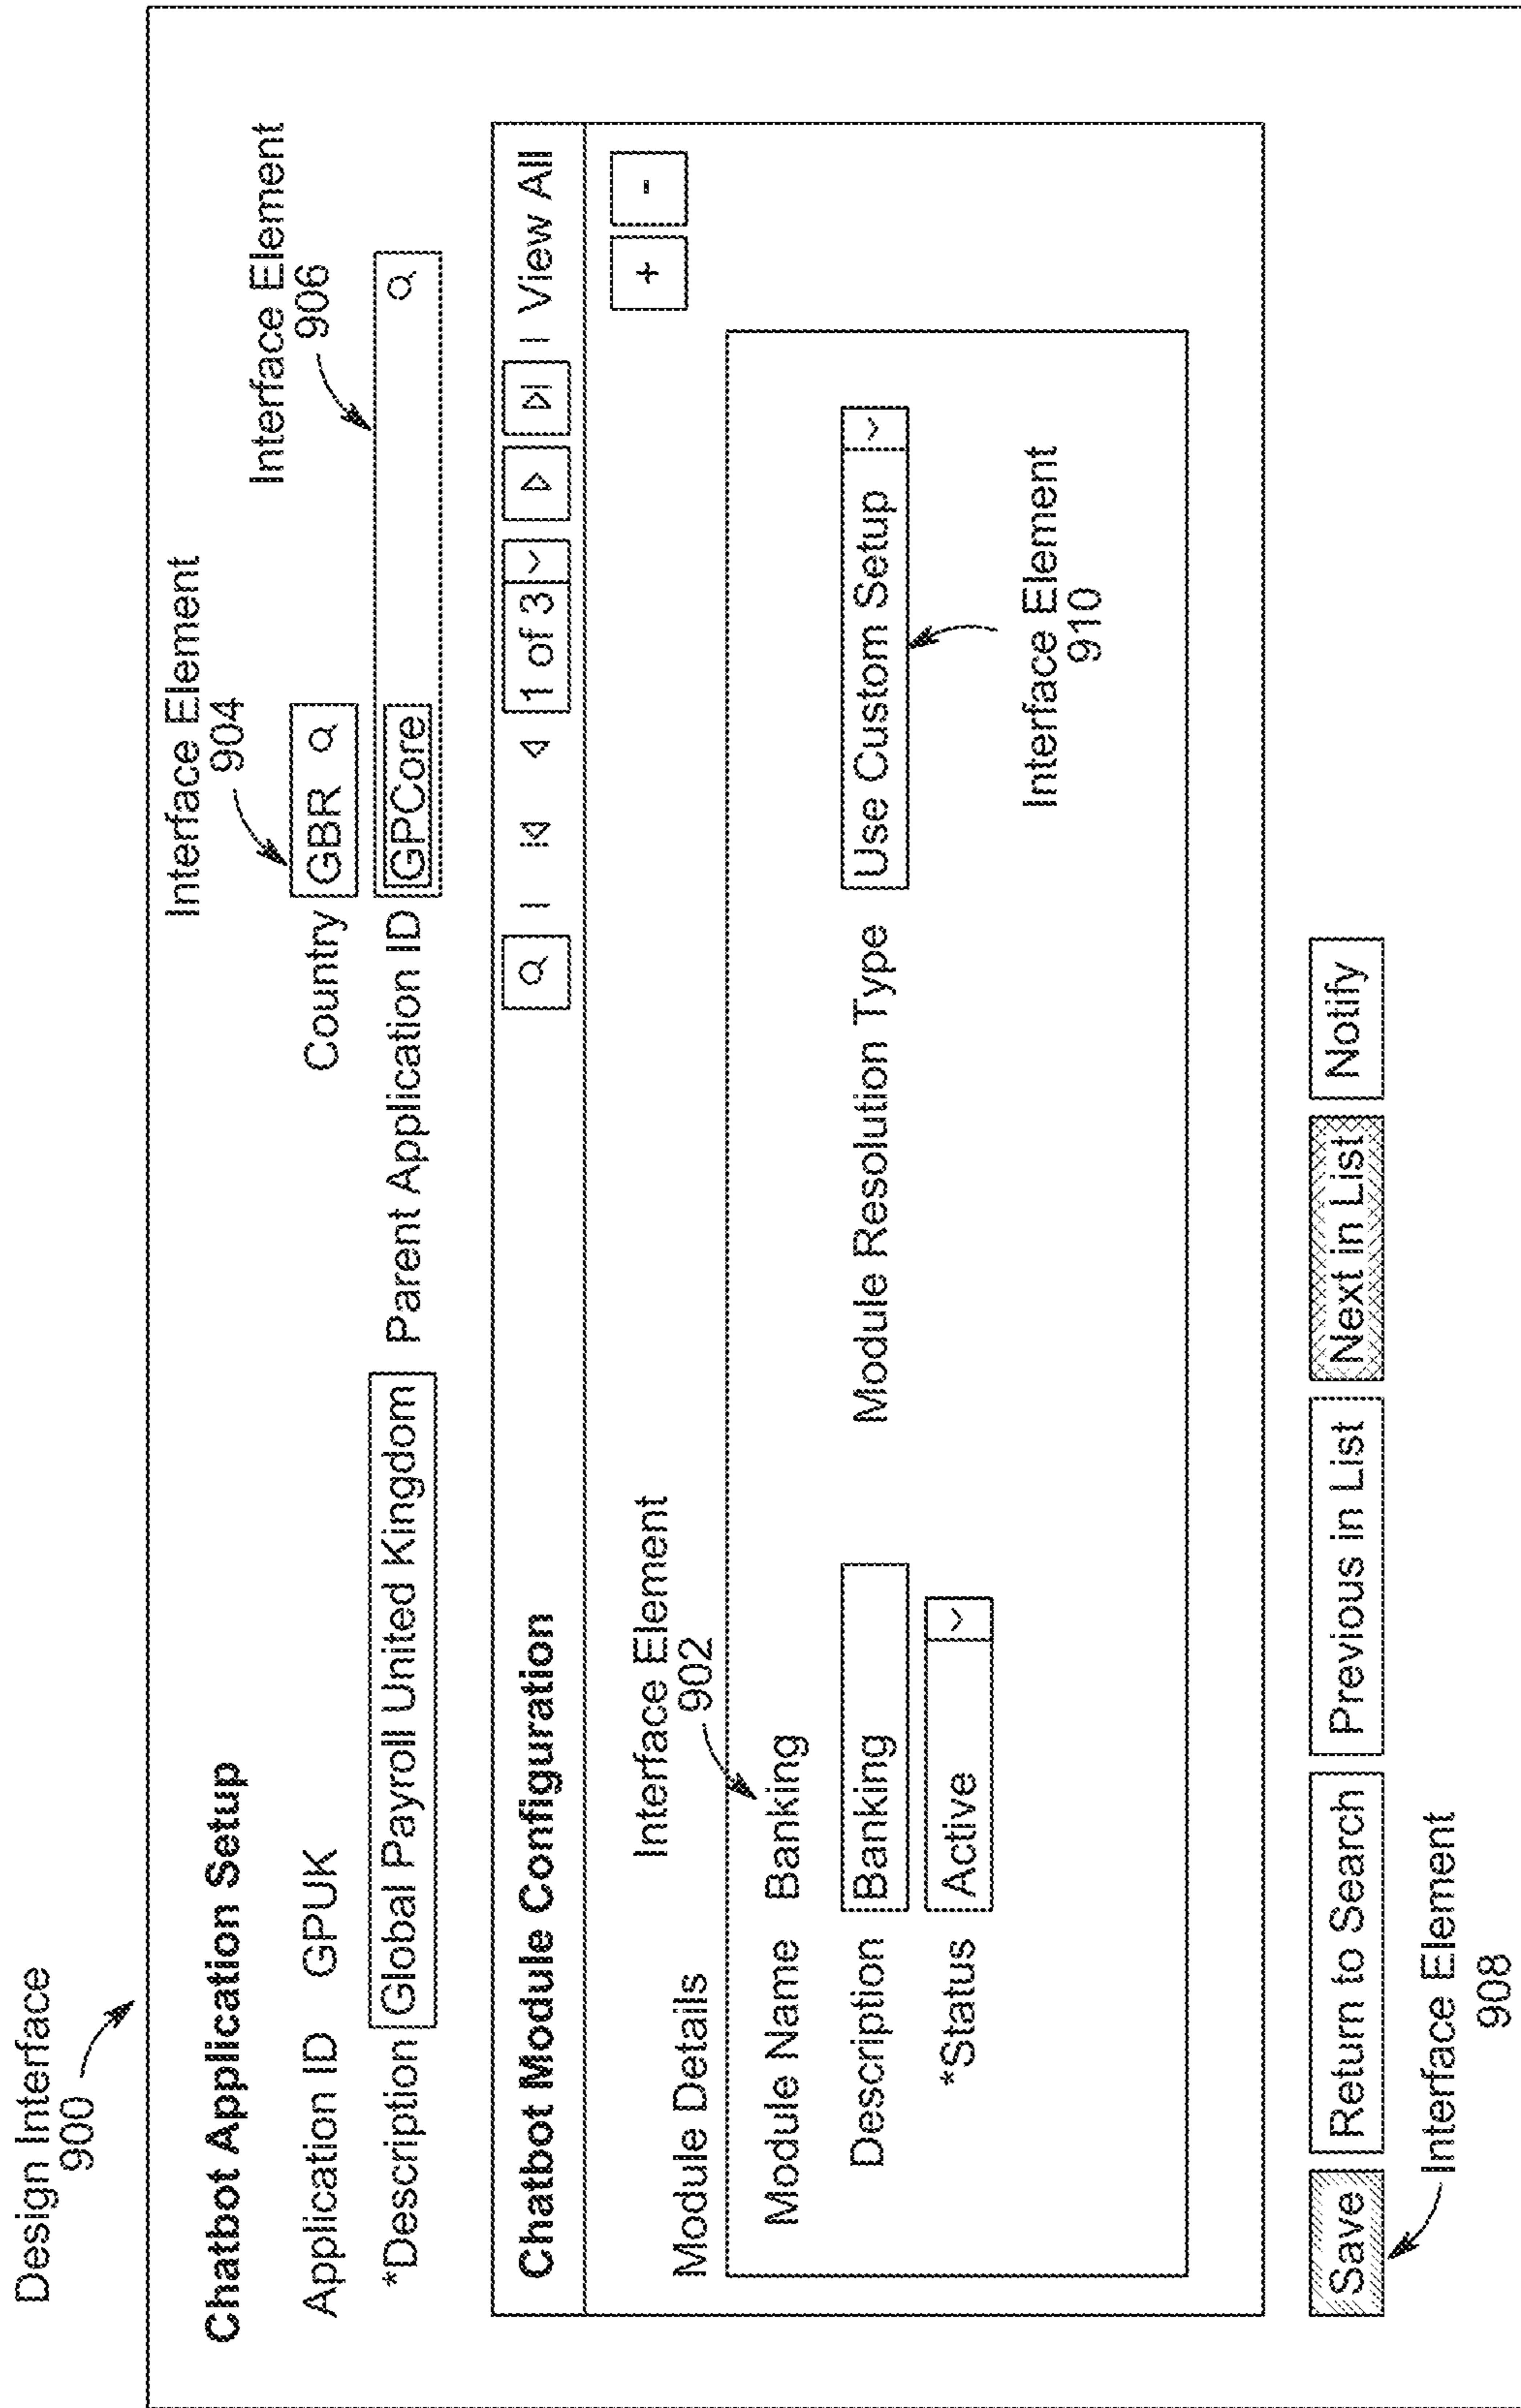 Design Interface
900
Chatbot Application Setup
Interface Element
904
Interface Element
906
Application ID GPUK Country GBR
*Description Global Payroll United Kingdom Parent Application ID GPCore
Chatbot Module Configuration | 1 of 3 | View All
+ -
Module Details
Interface Element
902
Module Name Banking
Description Banking Module Resolution Type Use Custom Setup
*Status Active
Interface Element
910
Save Return to Search Previous in List Next in List Notify
Interface Element
908